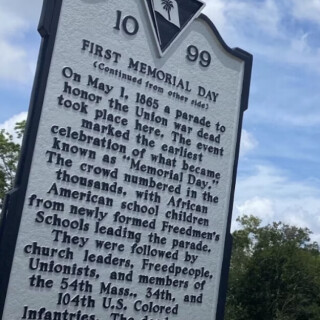 10 99
FIRST MEMORIAL DAY
(Continued from other side)
On May 1, 1865 a parade to
honor the Union war dead
took place here. The event
marked the earliest
celebration of what became
known as "Memorial Day."
The crowd numbered in the
thousands, with African
American school children
from newly formed Freedmen's
Schools leading the parade.
They were followed by
church leaders, Freedpeople,
Unionists, and members of
the 54th Mass., 34th, and
104th U.S. Colored
Infantries. The